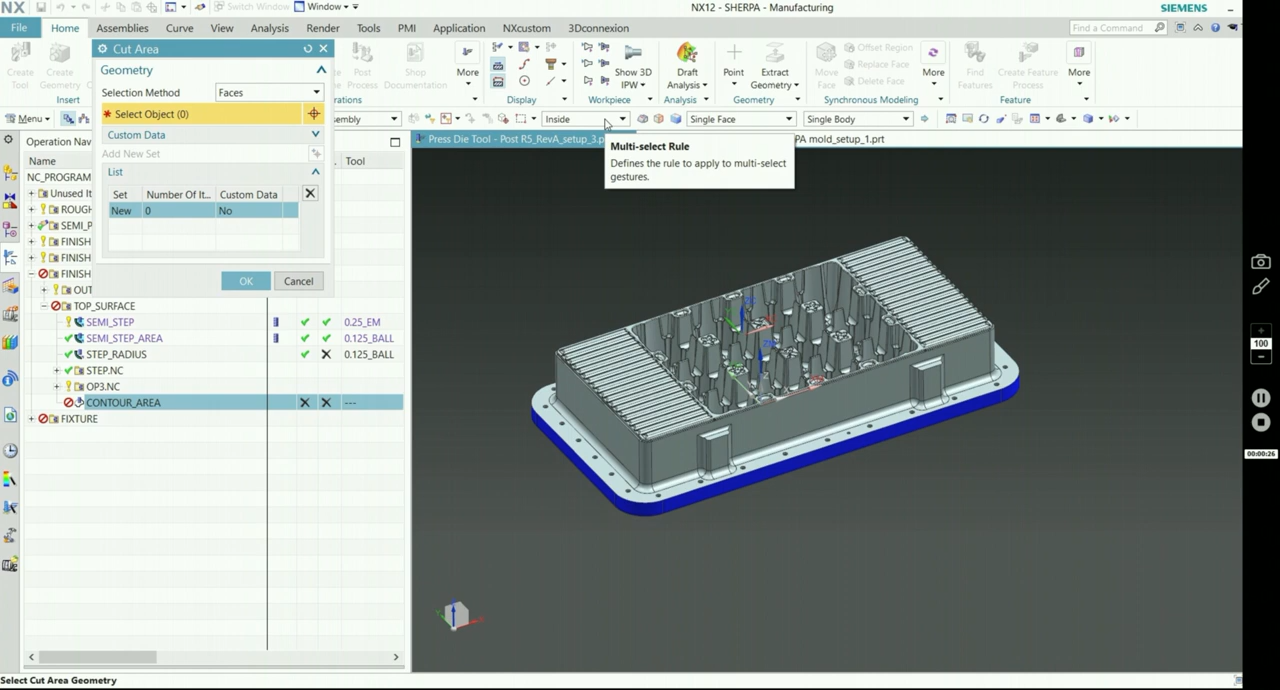 NX
Switch Window
Window
NX12 - SHERPA - Manufacturing
SIEMENS
File
Home
Assemblies
Curve
View
Analysis
Render
Tools
PMI
Application
NXcustom
3Dconnexion
Find a Command
Create Tool
Create Geometry
Insert
Post Process
Shop Documentation
More
Display
Show 3D IPW
Workpiece
Draft Analysis
Analysis
Point
Extract Geometry
Geometry
Move Face
Offset Region
Replace Face
Delete Face
More
Synchronous Modeling
Find Features
Create Feature Process
More
Feature
Menu
Inside
Single Face
Single Body
Cut Area
Geometry
Selection Method
Faces
* Select Object (0)
Custom Data
Add New Set
List
Set
Number Of It...
Custom Data
New
0
No
OK
Cancel
Multi-select Rule
Defines the rule to apply to multi-select
gestures.
Press Die Tool - Post R5_RevA_setup_3.p
PA mold_setup_1.prt
Operation Nav
Name
Tool
NC_PROGRAM
Unused It
ROUGH
SEMI_P
FINISH
FINISH
FINISH
OUT
TOP_SURFACE
SEMI_STEP
0.25_EM
SEMI_STEP_AREA
0.125_BALL
STEP_RADIUS
0.125_BALL
STEP.NC
OP3.NC
CONTOUR_AREA
---
FIXTURE
100
00:00:26
Select Cut Area Geometry